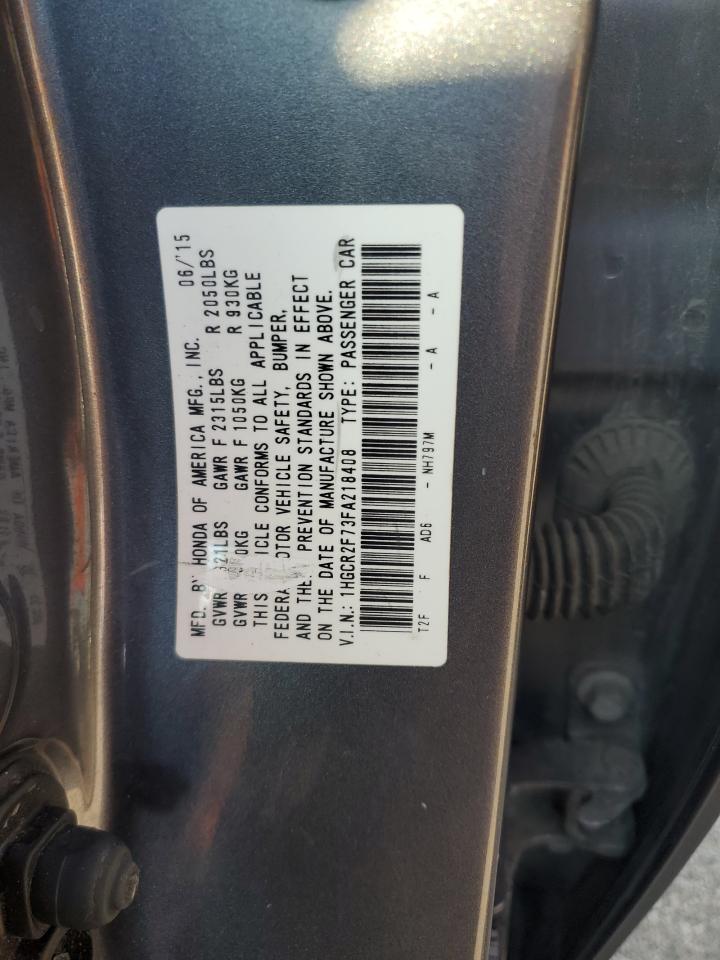 MFD. BY HONDA OF AMERICA MFG., INC. 06/'15
GVWR GAWR F 2315LBS R 2050LBS
GVWR GAWR F 1050KG R 930KG
THIS ICLE CONFORMS TO ALL APPLICABLE
FEDERA OTOR VEHICLE SAFETY, BUMPER,
AND THE PREVENTION STANDARDS IN EFFECT
ON THE DATE OF MANUFACTURE SHOWN ABOVE.
V.I.N.: 1HGCR2F73FA218408 TYPE: PASSENGER CAR
T2F F AD6 - NH797M - A - A